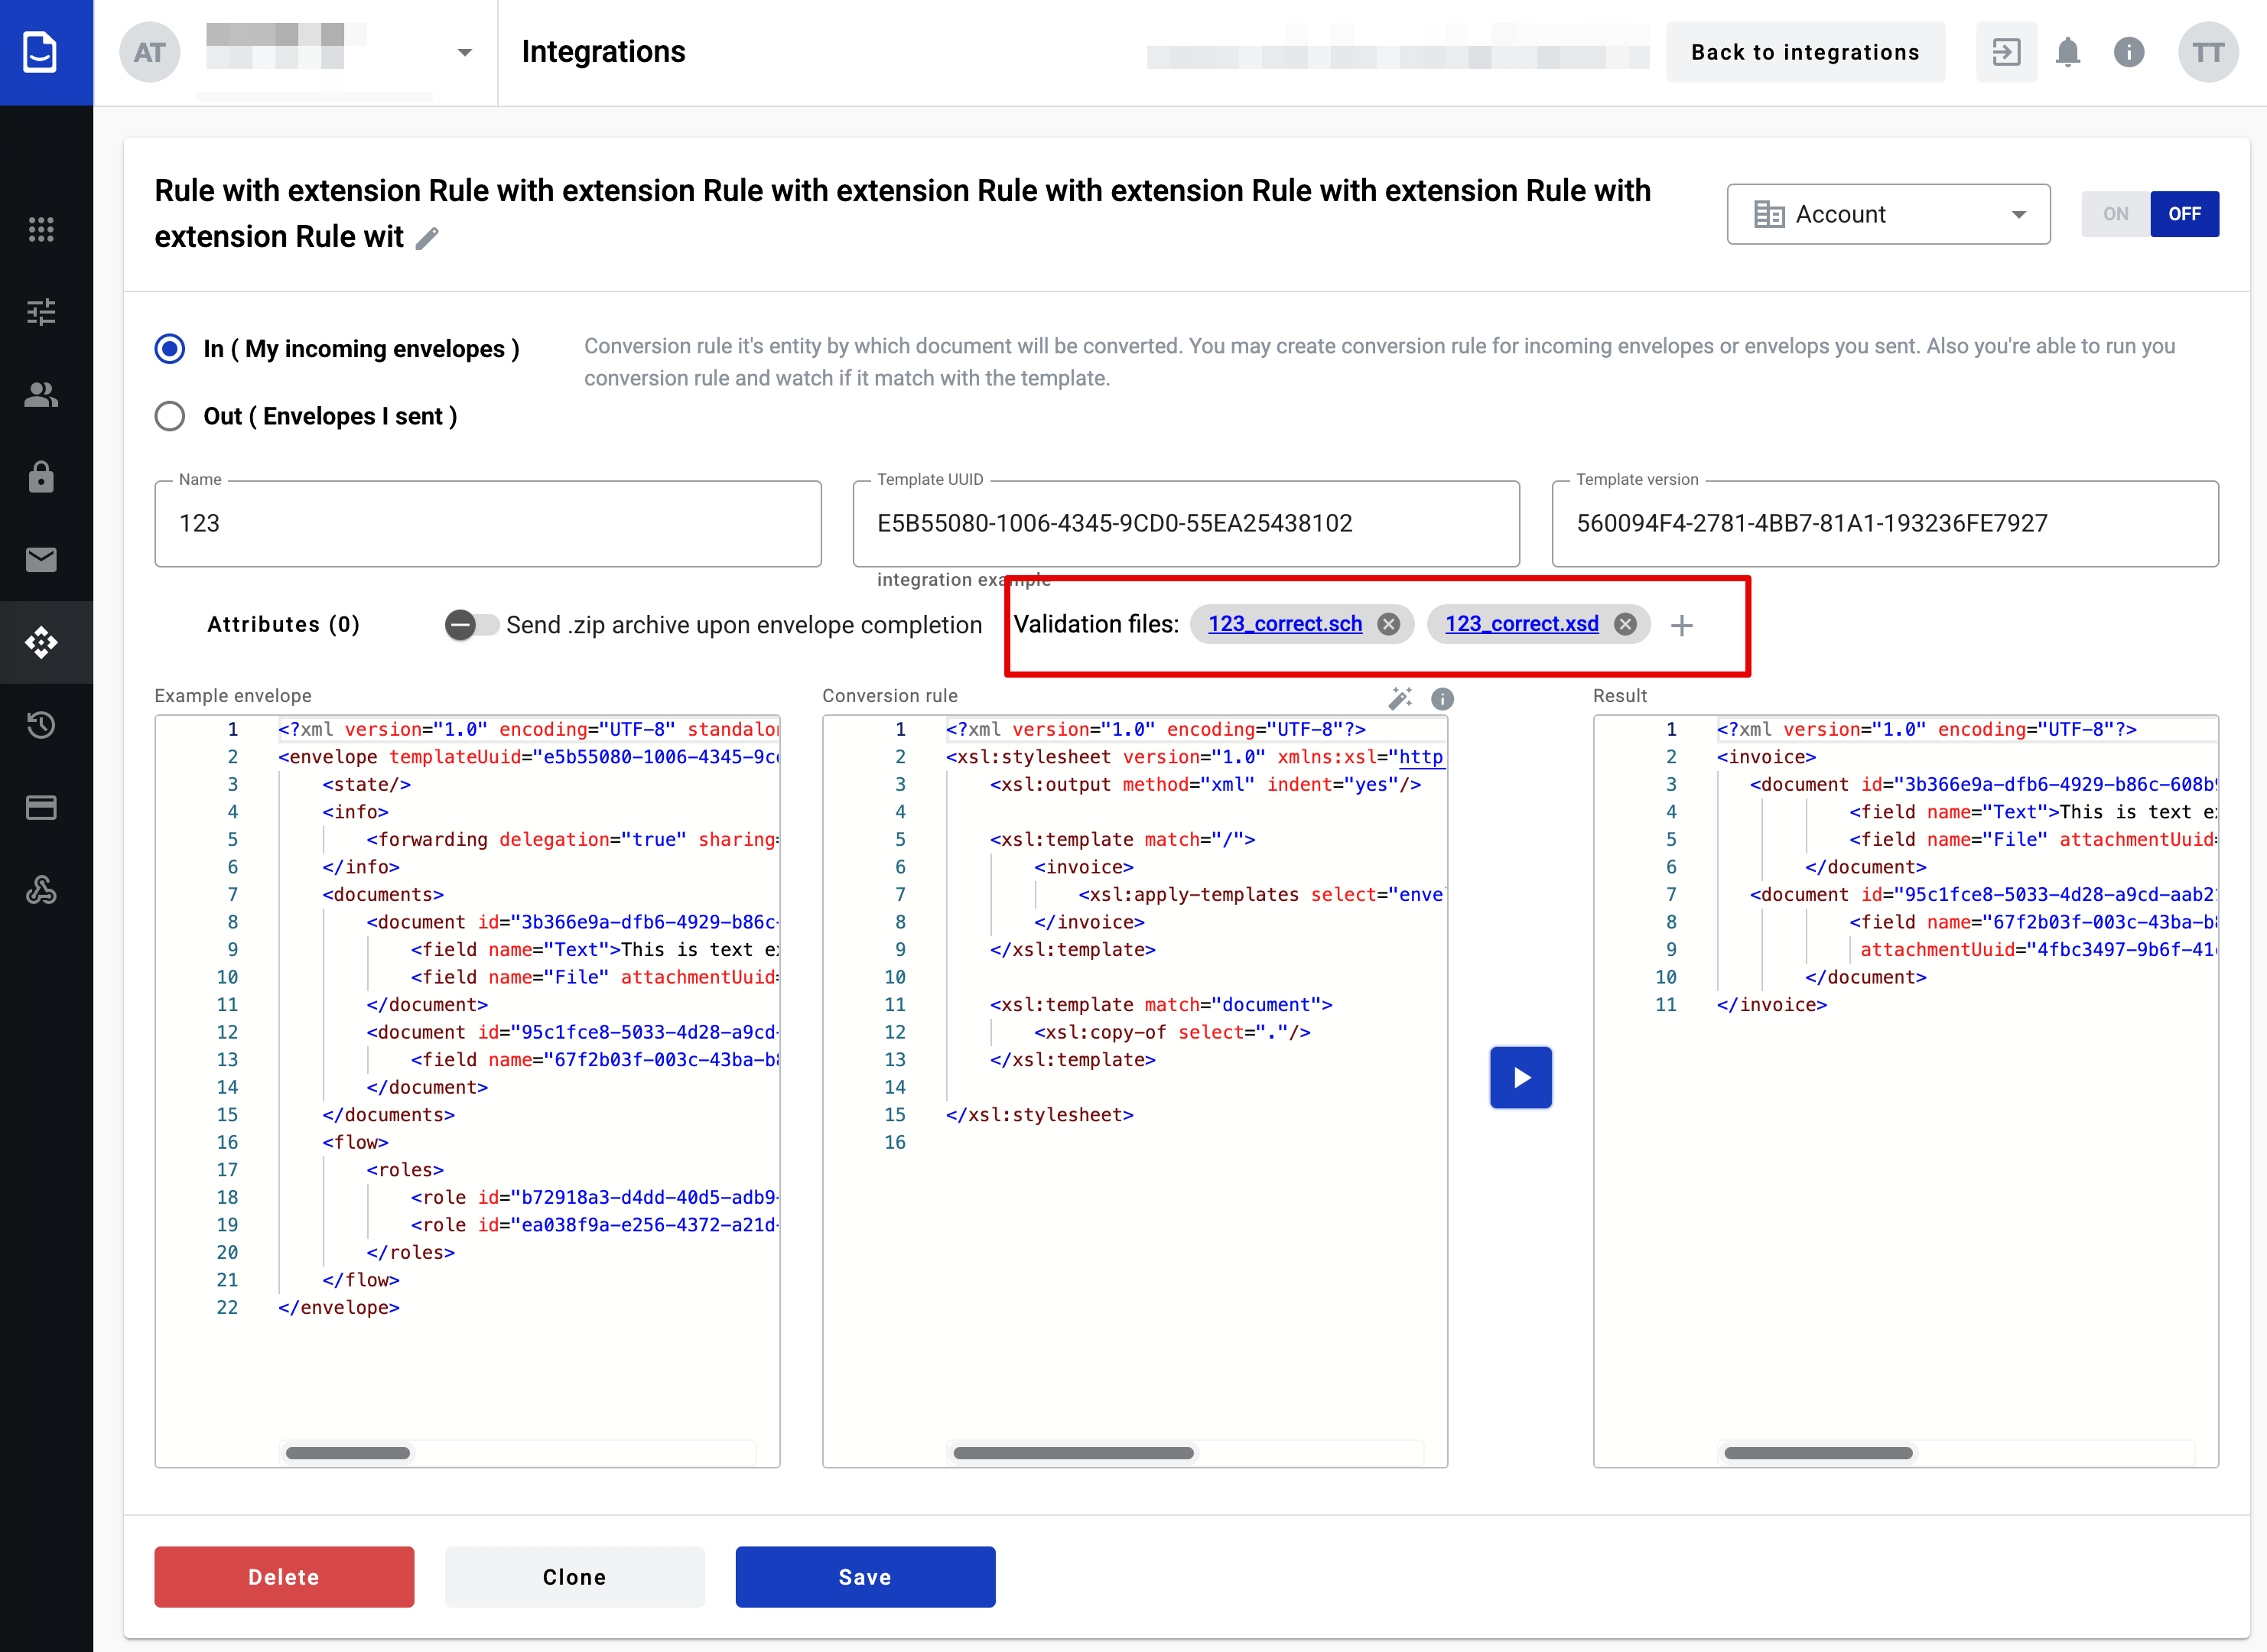 AT
Integrations
Back to integrations
TT
Rule with extension Rule with extension Rule with extension Rule with extension Rule with extension Rule with
extension Rule wit
Account
ON
OFF
In ( My incoming envelopes )
Conversion rule it's entity by which document will be converted. You may create conversion rule for incoming envelopes or envelops you sent. Also you're able to run you
conversion rule and watch if it match with the template.
Out ( Envelopes I sent )
Name
123
Template UUID
E5B55080-1006-4345-9CD0-55EA25438102
Template version
560094F4-2781-4BB7-81A1-193236FE7927
integration example
Attributes (0)
Send .zip archive upon envelope completion
Validation files:
123_correct.sch
123_correct.xsd
Example envelope
1 <?xml version="1.0" encoding="UTF-8" standalon
2 <envelope templateUuid="e5b55080-1006-4345-9c
3 <state/>
4 <info>
5 <forwarding delegation="true" sharing=
6 </info>
7 <documents>
8 <document id="3b366e9a-dfb6-4929-b86c-
9 <field name="Text">This is text e
10 <field name="File" attachmentUuid=
11 </document>
12 <document id="95c1fce8-5033-4d28-a9cd-
13 <field name="67f2b03f-003c-43ba-b
14 </document>
15 </documents>
16 <flow>
17 <roles>
18 <role id="b72918a3-d4dd-40d5-adb9-
19 <role id="ea038f9a-e256-4372-a21d-
20 </roles>
21 </flow>
22 </envelope>
Conversion rule
1 <?xml version="1.0" encoding="UTF-8"?>
2 <xsl:stylesheet version="1.0" xmlns:xsl="http
3 <xsl:output method="xml" indent="yes"/>
4
5 <xsl:template match="/">
6 <invoice>
7 <xsl:apply-templates select="enve
8 </invoice>
9 </xsl:template>
10
11 <xsl:template match="document">
12 <xsl:copy-of select="."/>
13 </xsl:template>
14
15 </xsl:stylesheet>
16
Result
1 <?xml version="1.0" encoding="UTF-8"?>
2 <invoice>
3 <document id="3b366e9a-dfb6-4929-b86c-608b
4 <field name="Text">This is text e
5 <field name="File" attachmentUuid=
6 </document>
7 <document id="95c1fce8-5033-4d28-a9cd-aab2
8 <field name="67f2b03f-003c-43ba-b
9 attachmentUuid="4fbc3497-9b6f-41
10 </document>
11 </invoice>
Delete
Clone
Save